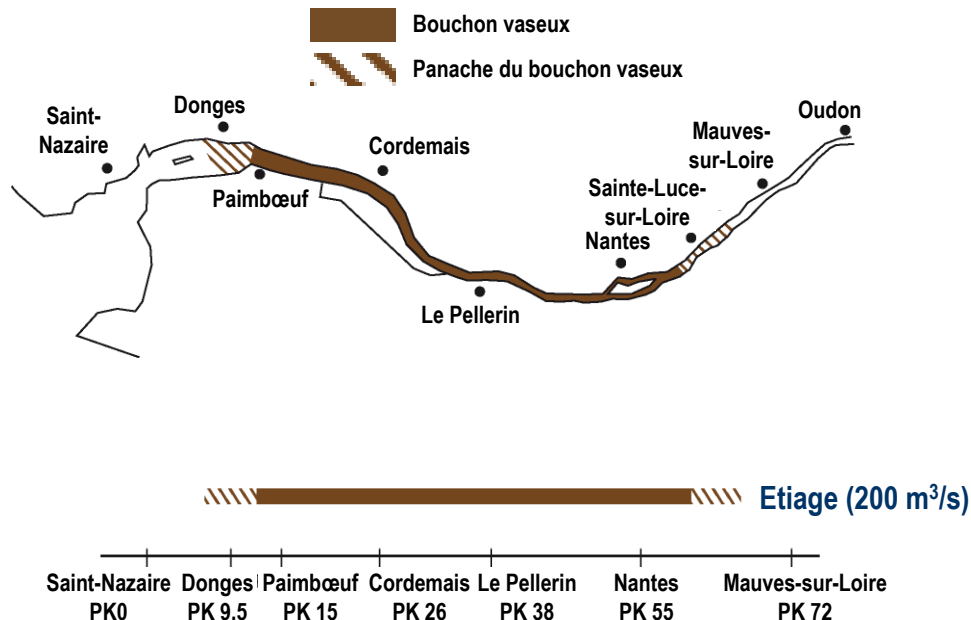 Bouchon vaseux
Panache du bouchon vaseux
Saint-
Nazaire
Donges
Paimbœuf
Cordemais
Le Pellerin
Nantes
Sainte-Luce-
sur-Loire
Mauves-
sur-Loire
Oudon
Etiage (200 m³/s)
Saint-Nazaire Donges Paimbœuf Cordemais Le Pellerin Nantes Mauves-sur-Loire
PK0 PK 9.5 PK 15 PK 26 PK 38 PK 55 PK 72